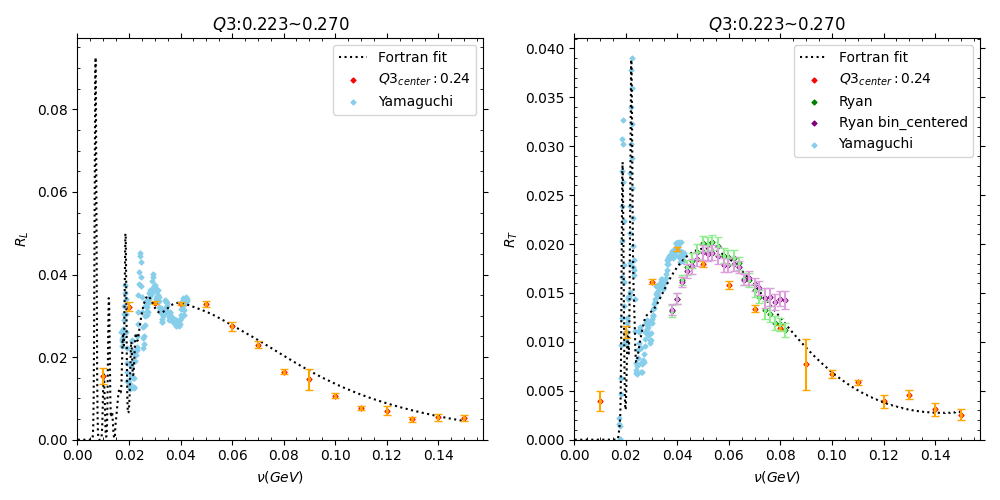 Q3:0.223~0.270
Fortran fit
Q3center : 0.24
Yamaguchi
0.08
0.06
0.04
0.02
0.00
RL
0.00 0.02 0.04 0.06 0.08 0.10 0.12 0.14
ν(GeV)
Q3:0.223~0.270
Fortran fit
Q3center : 0.24
Ryan
Ryan bin_centered
Yamaguchi
0.040
0.035
0.030
0.025
0.020
0.015
0.010
0.005
0.000
RT
0.00 0.02 0.04 0.06 0.08 0.10 0.12 0.14
ν(GeV)